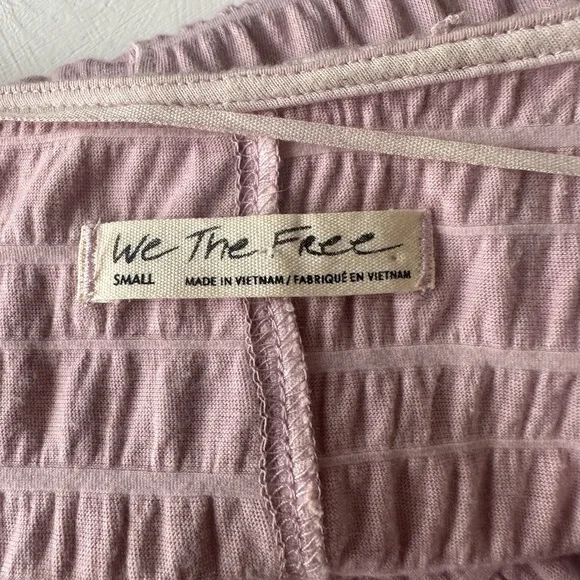 We The Free
SMALL MADE IN VIETNAM / FABRIQUÉ EN VIETNAM